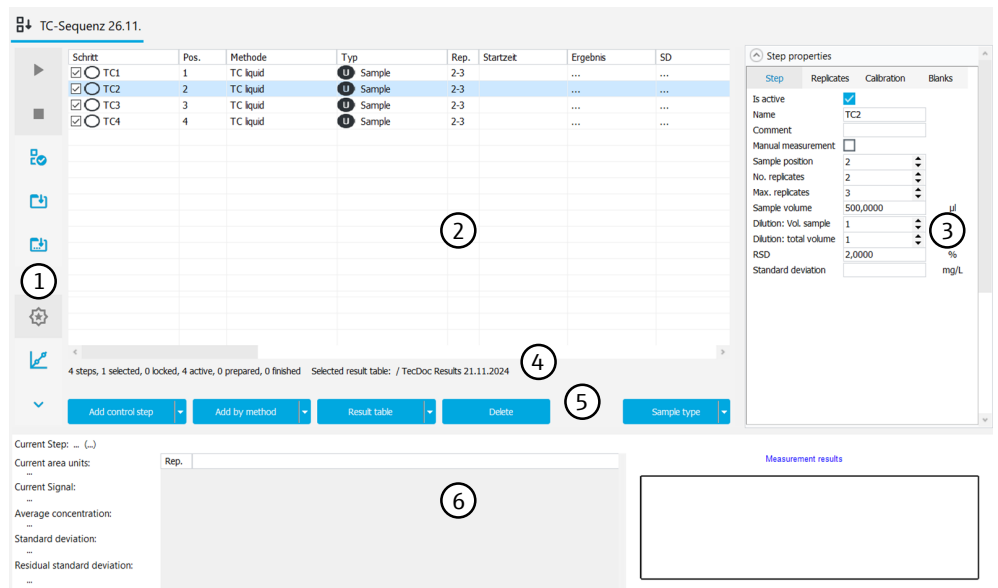 TC-Sequenz 26.11.
Schritt Pos. Methode Typ Rep. Startzeit Ergebnis SD
TC1 1 TC liquid U Sample 2-3 ... ...
TC2 2 TC liquid U Sample 2-3 ... ...
TC3 3 TC liquid U Sample 2-3 ... ...
TC4 4 TC liquid U Sample 2-3 ... ...
1
2
4 steps, 1 selected, 0 locked, 4 active, 0 prepared, 0 finished Selected result table: / TecDoc Results 21.11.2024
4
Add control step Add by method Result table Delete Sample type
5
Step properties
Step Replicates Calibration Blanks
Is active
Name TC2
Comment
Manual measurement
Sample position 2
No. replicates 2
Max. replicates 3
Sample volume 500,0000 µl
Dilution: Vol. sample 1
Dilution: total volume 1
RSD 2,0000 %
Standard deviation mg/L
3
Current Step: ... (...)
Current area units:
...
Current Signal:
...
Average concentration:
...
Standard deviation:
...
Residual standard deviation:
...
Rep.
6
Measurement results